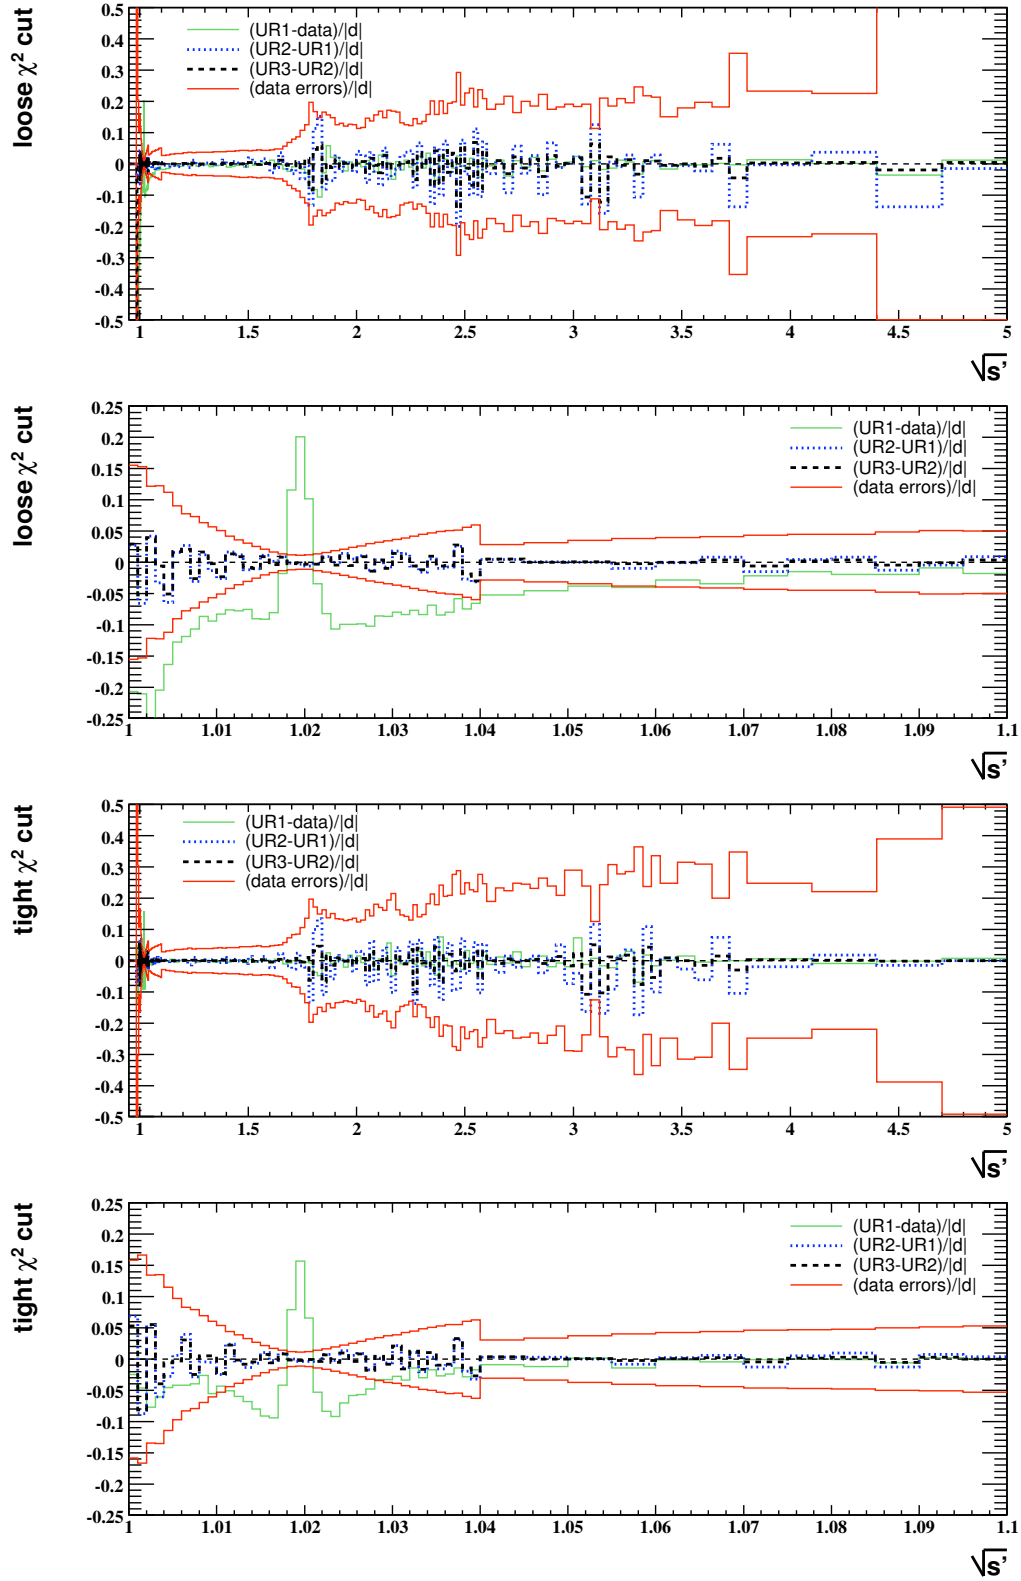 loose χ² cut
0.5
0.4
0.3
0.2
0.1
0
-0.1
-0.2
-0.3
-0.4
-0.5
(UR1-data)/|d|
(UR2-UR1)/|d|
(UR3-UR2)/|d|
(data errors)/|d|
1 1.5 2 2.5 3 3.5 4 4.5 5
√s’
loose χ² cut
0.25
0.2
0.15
0.1
0.05
0
-0.05
-0.1
-0.15
-0.2
-0.25
(UR1-data)/|d|
(UR2-UR1)/|d|
(UR3-UR2)/|d|
(data errors)/|d|
1 1.01 1.02 1.03 1.04 1.05 1.06 1.07 1.08 1.09 1.1
√s’
tight χ² cut
0.5
0.4
0.3
0.2
0.1
0
-0.1
-0.2
-0.3
-0.4
-0.5
(UR1-data)/|d|
(UR2-UR1)/|d|
(UR3-UR2)/|d|
(data errors)/|d|
1 1.5 2 2.5 3 3.5 4 4.5 5
√s’
tight χ² cut
0.25
0.2
0.15
0.1
0.05
0
-0.05
-0.1
-0.15
-0.2
-0.25
(UR1-data)/|d|
(UR2-UR1)/|d|
(UR3-UR2)/|d|
(data errors)/|d|
1 1.01 1.02 1.03 1.04 1.05 1.06 1.07 1.08 1.09 1.1
√s’